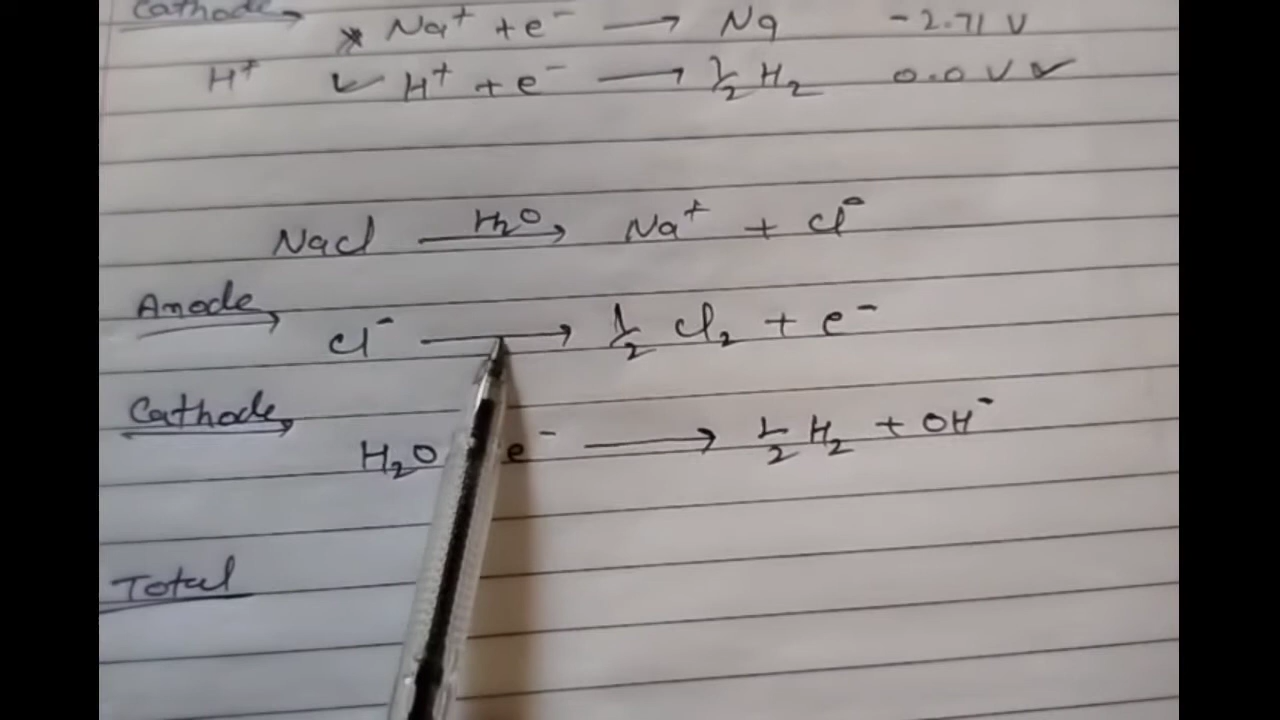 Cathode →
× Na⁺ + e⁻ → Na -2.71 V
H⁺ ✓ H⁺ + e⁻ → ½ H₂ 0.0 V ✓
NaCl H₂O→ Na⁺ + Cl⁻
Anode →
Cl⁻ → ½ Cl₂ + e⁻
Cathode →
H₂O e⁻ → ½ H₂ + OH⁻
Total